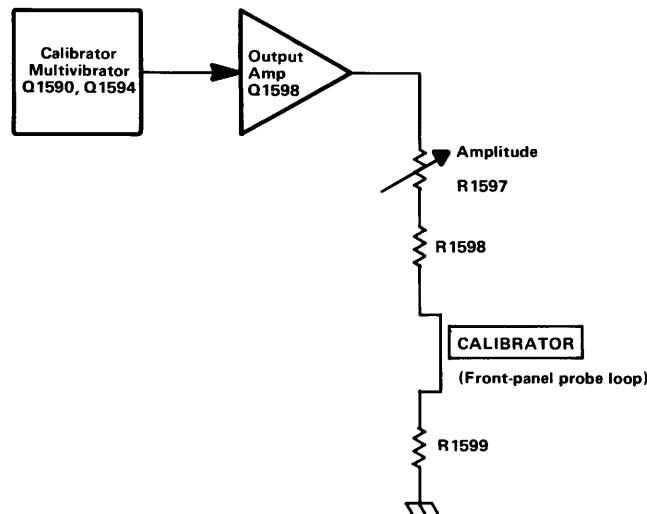 Calibrator
Multivibrator
Q1590, Q1594
Output
Amp
Q1598
Amplitude
R1597
R1598
CALIBRATOR
(Front-panel probe loop)
R1599